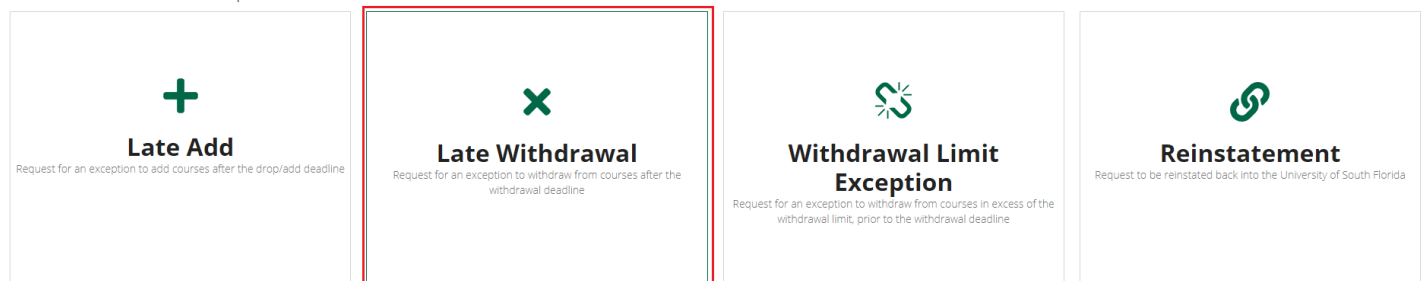 Late Add
Request for an exception to add courses after the drop/add deadline
Late Withdrawal
Request for an exception to withdraw from courses after the
withdrawal deadline
Withdrawal Limit
Exception
Request for an exception to withdraw from courses in excess of the
withdrawal limit, prior to the withdrawal deadline
Reinstatement
Request to be reinstated back into the University of South Florida